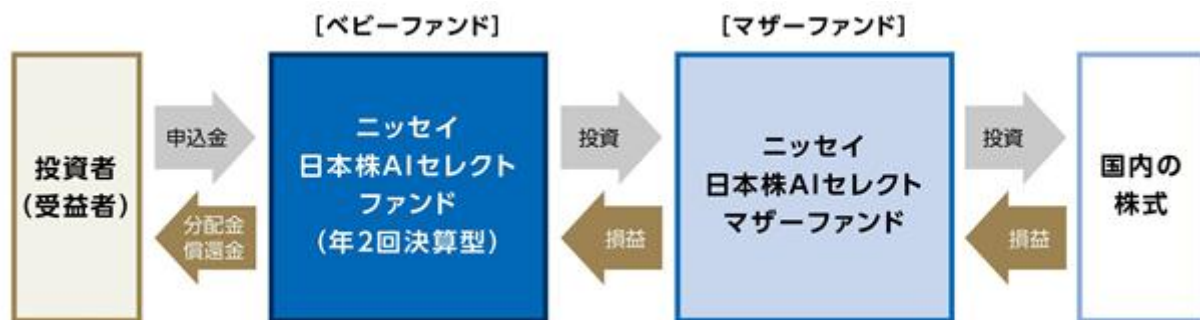 [ベビーファンド]
[マザーファンド]
投資者
(受益者)
申込金
分配金
償還金
ニッセイ
日本株AIセレクト
ファンド
(年2回決算型)
投資
損益
ニッセイ
日本株AIセレクト
マザーファンド
投資
損益
国内の
株式